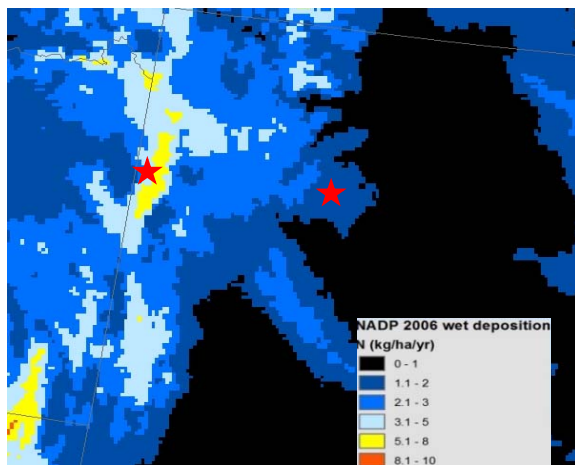 NADP 2006 wet deposition
N (kg/ha/yr)
0 - 1
1.1 - 2
2.1 - 3
3.1 - 5
5.1 - 8
8.1 - 10